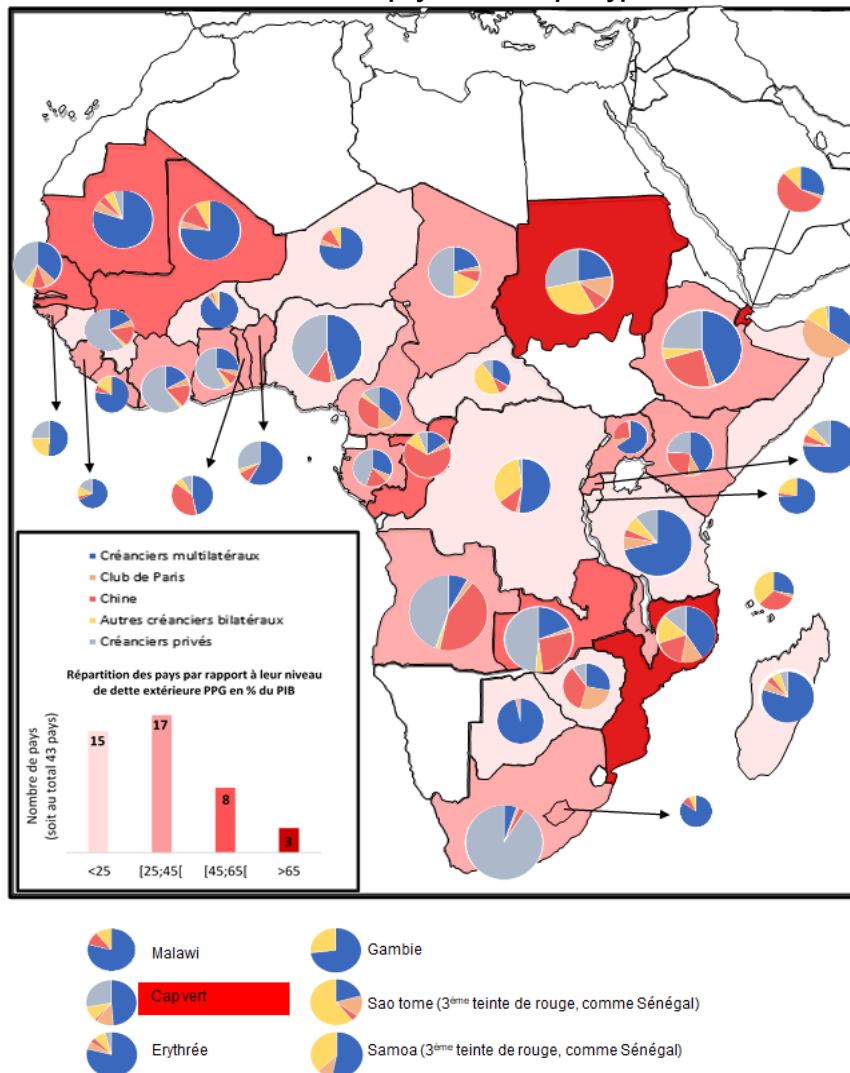 Créanciers multilatéraux
Club de Paris
Chine
Autres créanciers bilatéraux
Créanciers privés
Répartition des pays par rapport à leur niveau
de dette extérieure PPG en % du PIB
Nombre de pays
(soit au total 43 pays)
15
17
8
3
<25
[25;45[
[45;65[
>65
Malawi
Gambie
Cap vert
Sao tome (3ème teinte de rouge, comme Sénégal)
Erythrée
Samoa (3ème teinte de rouge, comme Sénégal)